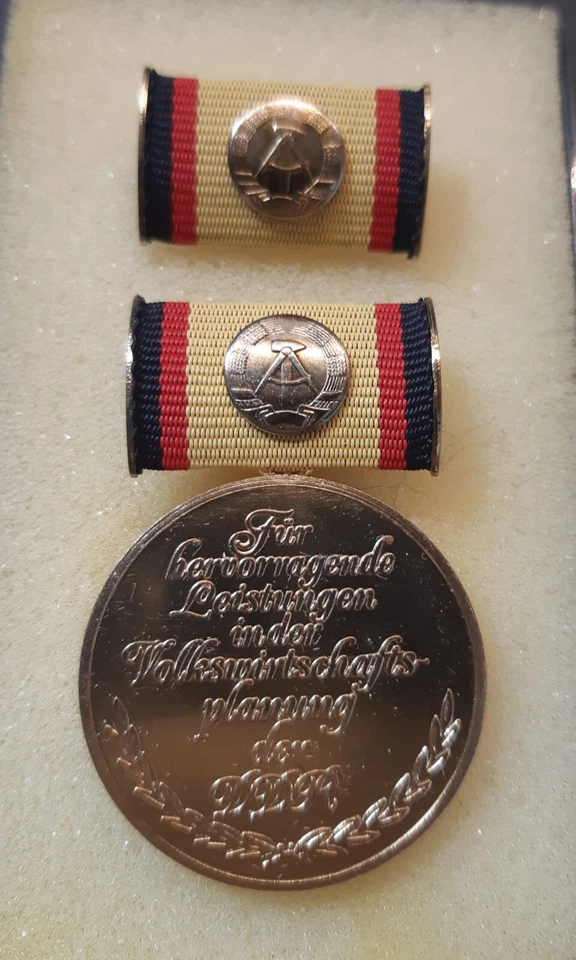 Für
hervorragende
Leistungen
in der
Volkswirtschafts-
planung
der
DDR